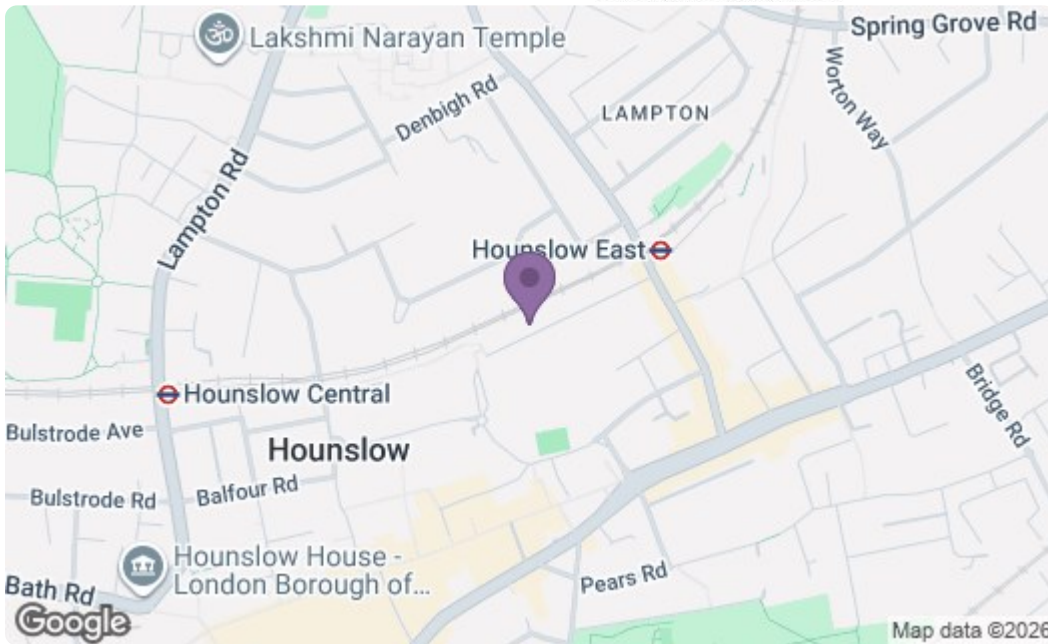 Lakshmi Narayan Temple
Spring Grove Rd
Denbigh Rd
LAMPTON
Worton Way
Lampton Rd
Hounslow East
Hounslow Central
Bulstrode Ave
Hounslow
Bridge Rd
Bulstrode Rd
Balfour Rd
Hounslow House -
London Borough of...
Bath Rd
Pears Rd
Google
Map data ©2026